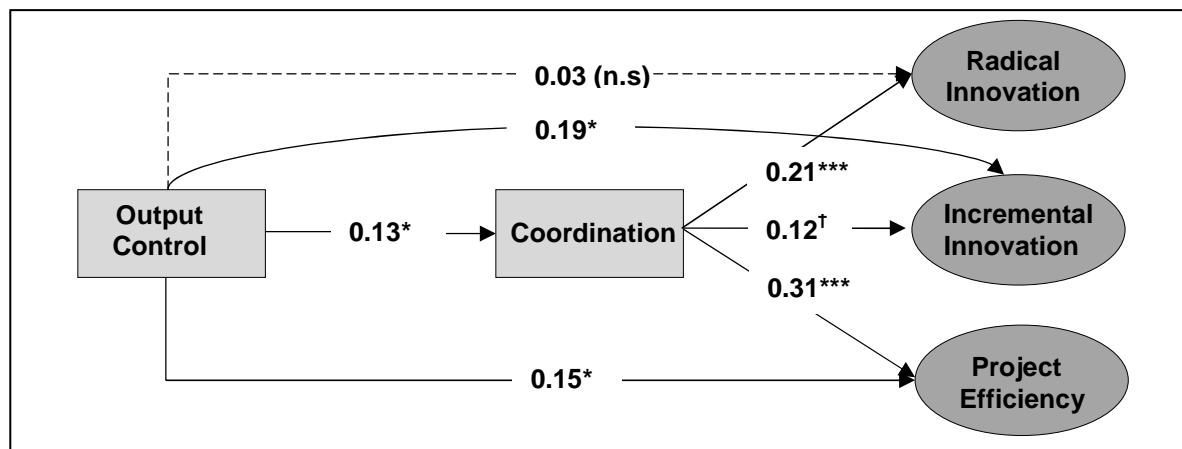 0.03 (n.s)
Radical
Innovation
0.19*
0.21***
Output
Control
0.13*
Coordination
0.12†
Incremental
Innovation
0.31***
0.15*
Project
Efficiency